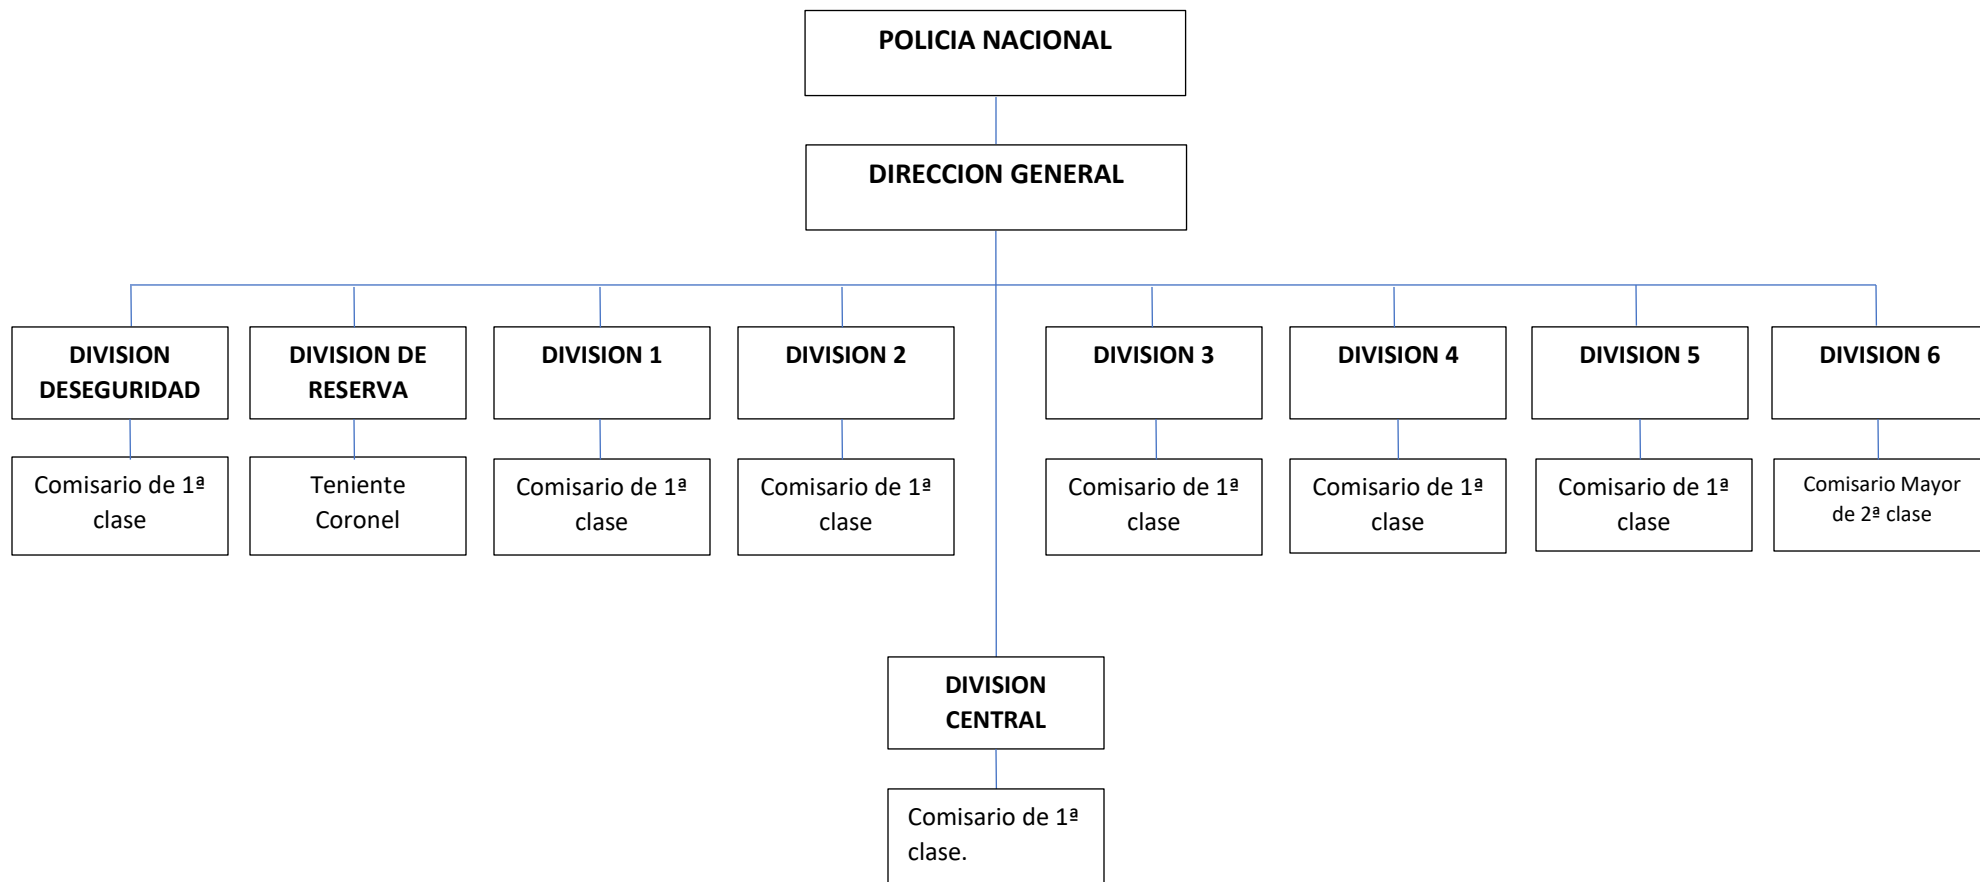 POLICIA NACIONAL
DIRECCION GENERAL
DIVISION
DESEGURIDAD
DIVISION DE
RESERVA
DIVISION 1
DIVISION 2
DIVISION 3
DIVISION 4
DIVISION 5
DIVISION 6
Comisario de 1ª
clase
Teniente
Coronel
Comisario de 1ª
clase
Comisario de 1ª
clase
Comisario de 1ª
clase
Comisario de 1ª
clase
Comisario de 1ª
clase
Comisario Mayor
de 2ª clase
DIVISION
CENTRAL
Comisario de 1ª
clase.